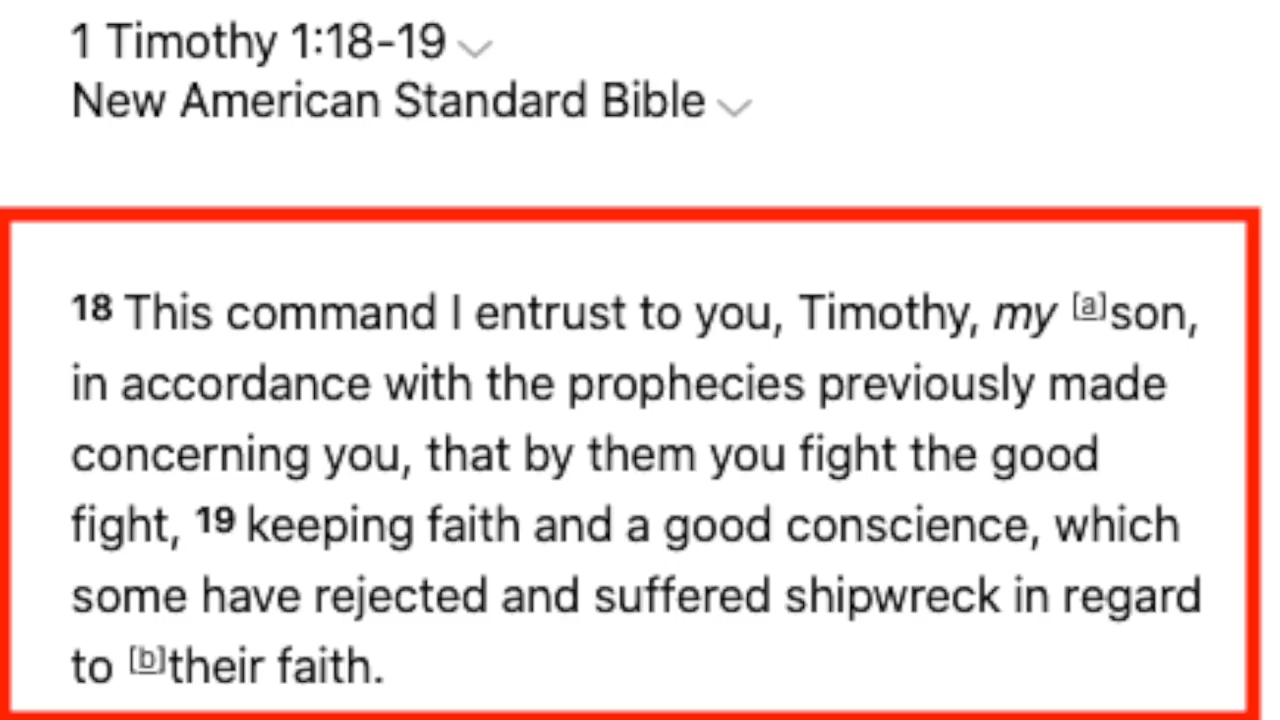 1 Timothy 1:18-19
New American Standard Bible
18 This command I entrust to you, Timothy, my [a]son,
in accordance with the prophecies previously made
concerning you, that by them you fight the good
fight, 19 keeping faith and a good conscience, which
some have rejected and suffered shipwreck in regard
to [b]their faith.